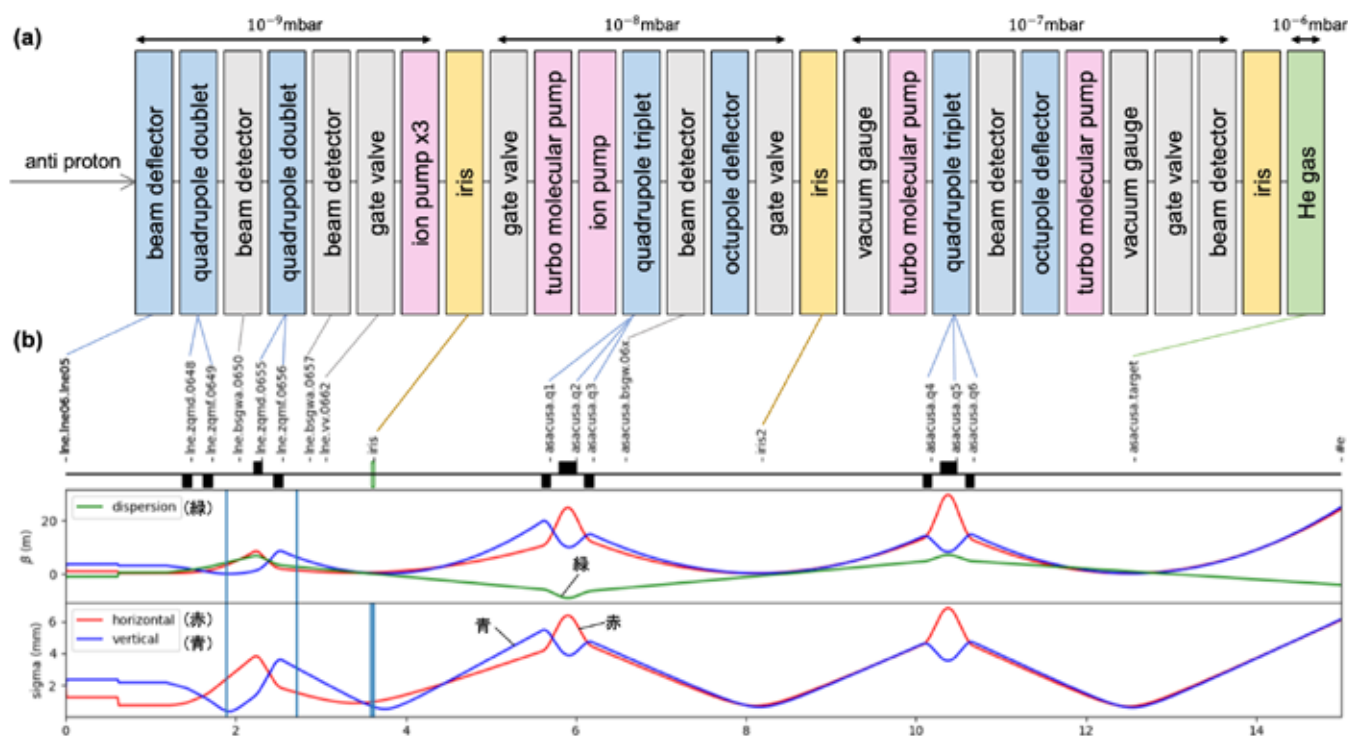 (a)
10⁻⁹mbar
10⁻⁸mbar
10⁻⁷mbar
10⁻⁶mbar
anti proton
beam deflector
quadrupole doublet
beam detector
quadrupole doublet
beam detector
gate valve
ion pump x3
iris
gate valve
turbo molecular pump
ion pump
quadrupole triplet
beam detector
octupole deflector
gate valve
iris
vacuum gauge
turbo molecular pump
quadrupole triplet
beam detector
octupole deflector
turbo molecular pump
vacuum gauge
gate valve
beam detector
iris
He gas
(b)
lne.lne06.lne05
lne.zqmd.0648
lne.zqmf.0649
lne.bsgwa.0650
lne.zqmd.0655
lne.zqmf.0656
lne.bsgwa.0657
lne.vv.0662
iris
asacusa.q1
asacusa.q2
asacusa.q3
asacusa.bsgw.06x
iris2
asacusa.q4
asacusa.q5
asacusa.q6
asacusa.target
#e
β (m)
20
0
dispersion (緑)
緑
sigma (mm)
6
4
2
horizontal (赤)
vertical (青)
青
赤
0 2 4 6 8 10 12 14